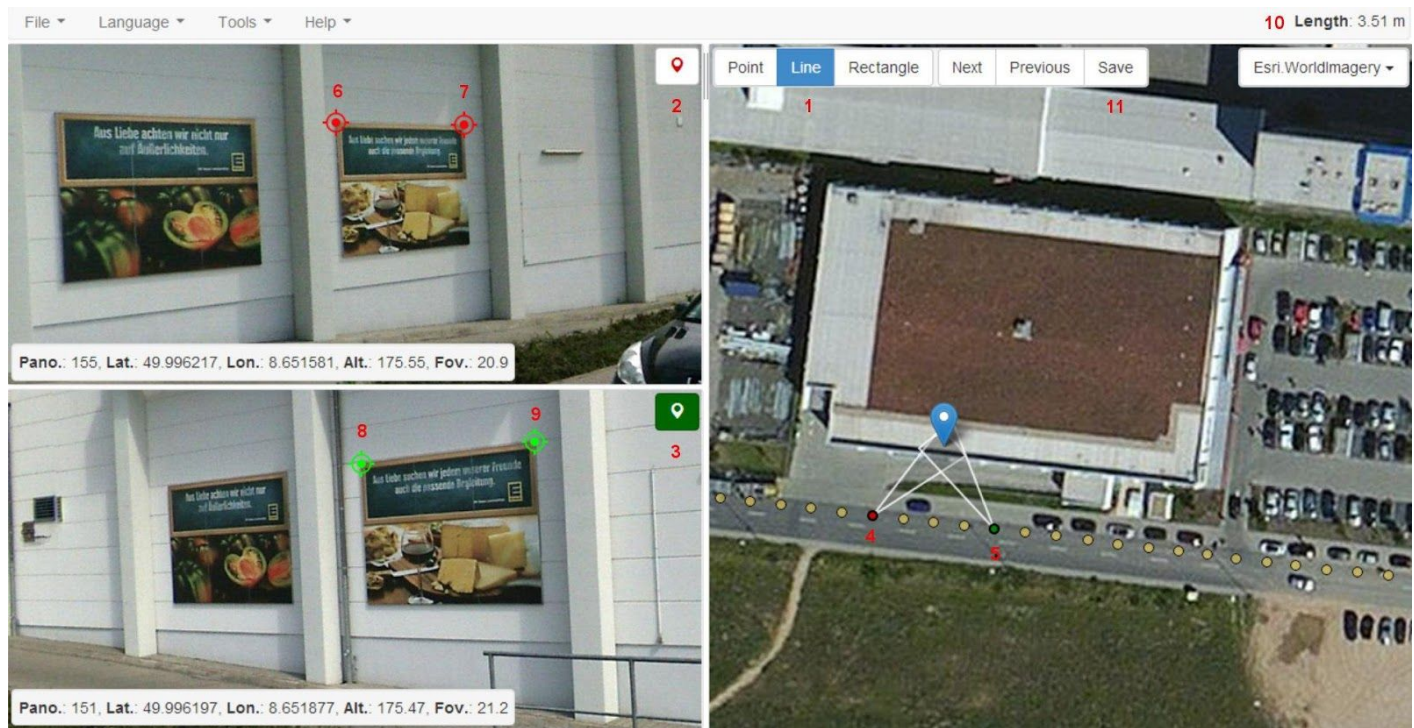 File Language Tools Help 10 Length: 3.51 m
Point Line Rectangle Next Previous Save Esri.WorldImagery
1 11
2
6 7
Aus Liebe achten wir nicht nur
auf Äußerlichkeiten.
E
Aus Liebe suchen wir jedem unserer Freunde
auch die passende Begleitung.
E
Pano.: 155, Lat.: 49.996217, Lon.: 8.651581, Alt.: 175.55, Fov.: 20.9
3
8 9
Aus Liebe achten wir nicht nur
auf Äußerlichkeiten.
E
Aus Liebe suchen wir jedem unserer Freunde
auch die passende Begleitung.
E
Pano.: 151, Lat.: 49.996197, Lon.: 8.651877, Alt.: 175.47, Fov.: 21.2
4 5